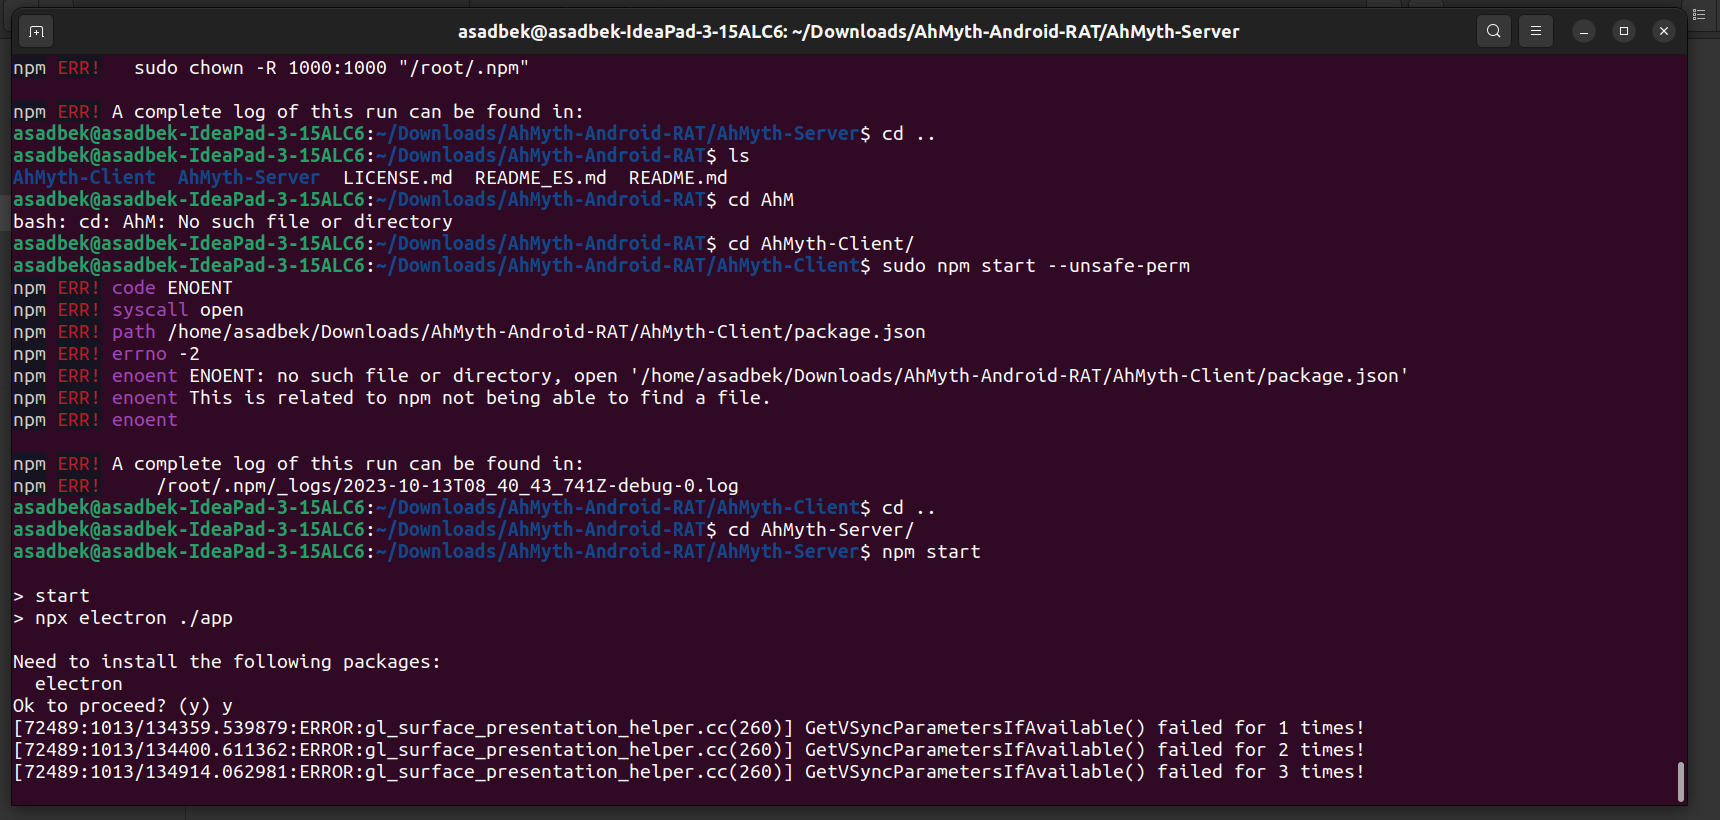 asadbek@asadbek-IdeaPad-3-15ALC6: ~/Downloads/AhMyth-Android-RAT/AhMyth-Server
npm ERR!   sudo chown -R 1000:1000 "/root/.npm"
npm ERR! A complete log of this run can be found in:
asadbek@asadbek-IdeaPad-3-15ALC6:~/Downloads/AhMyth-Android-RAT/AhMyth-Server$ cd ..
asadbek@asadbek-IdeaPad-3-15ALC6:~/Downloads/AhMyth-Android-RAT$ ls
AhMyth-Client  AhMyth-Server  LICENSE.md  README_ES.md  README.md
asadbek@asadbek-IdeaPad-3-15ALC6:~/Downloads/AhMyth-Android-RAT$ cd AhM
bash: cd: AhM: No such file or directory
asadbek@asadbek-IdeaPad-3-15ALC6:~/Downloads/AhMyth-Android-RAT$ cd AhMyth-Client/
asadbek@asadbek-IdeaPad-3-15ALC6:~/Downloads/AhMyth-Android-RAT/AhMyth-Client$ sudo npm start --unsafe-perm
npm ERR! code ENOENT
npm ERR! syscall open
npm ERR! path /home/asadbek/Downloads/AhMyth-Android-RAT/AhMyth-Client/package.json
npm ERR! errno -2
npm ERR! enoent ENOENT: no such file or directory, open '/home/asadbek/Downloads/AhMyth-Android-RAT/AhMyth-Client/package.json'
npm ERR! enoent This is related to npm not being able to find a file.
npm ERR! enoent
npm ERR! A complete log of this run can be found in:
npm ERR!     /root/.npm/_logs/2023-10-13T08_40_43_741Z-debug-0.log
asadbek@asadbek-IdeaPad-3-15ALC6:~/Downloads/AhMyth-Android-RAT/AhMyth-Client$ cd ..
asadbek@asadbek-IdeaPad-3-15ALC6:~/Downloads/AhMyth-Android-RAT$ cd AhMyth-Server/
asadbek@asadbek-IdeaPad-3-15ALC6:~/Downloads/AhMyth-Android-RAT/AhMyth-Server$ npm start
> start
> npx electron ./app
Need to install the following packages:
  electron
Ok to proceed? (y) y
[72489:1013/134359.539879:ERROR:gl_surface_presentation_helper.cc(260)] GetVSyncParametersIfAvailable() failed for 1 times!
[72489:1013/134400.611362:ERROR:gl_surface_presentation_helper.cc(260)] GetVSyncParametersIfAvailable() failed for 2 times!
[72489:1013/134914.062981:ERROR:gl_surface_presentation_helper.cc(260)] GetVSyncParametersIfAvailable() failed for 3 times!